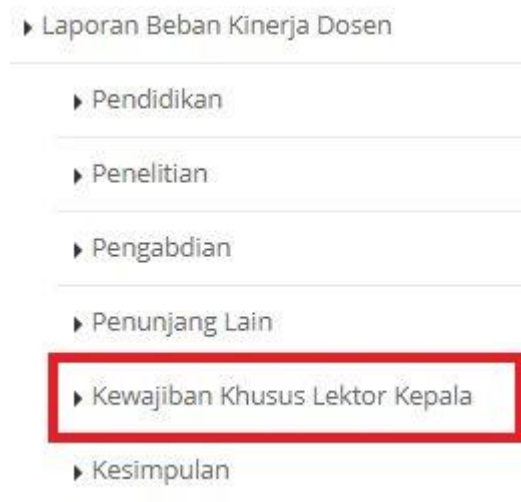 Laporan Beban Kinerja Dosen
Pendidikan
Penelitian
Pengabdian
Penunjang Lain
Kewajiban Khusus Lektor Kepala
Kesimpulan